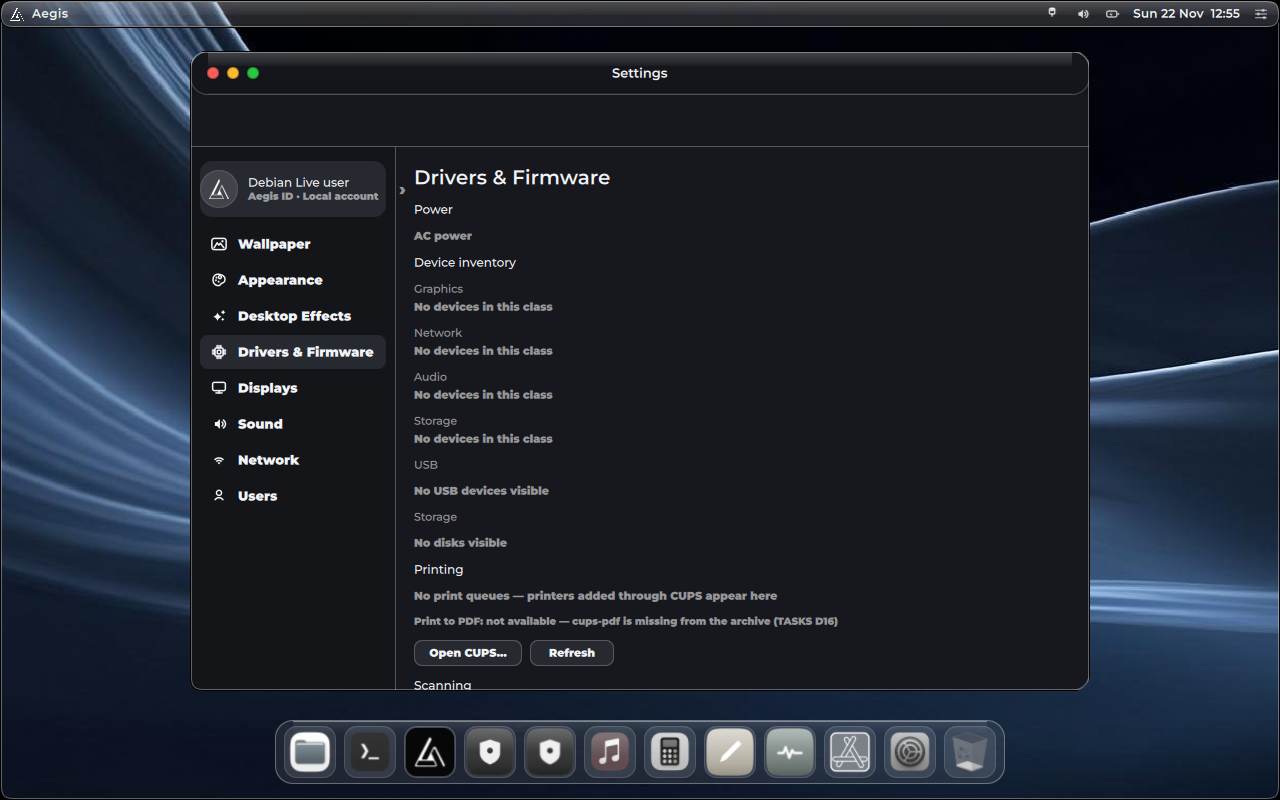 Aegis
Sun 22 Nov 12:55
Settings
Debian Live user
Aegis ID • Local account
Wallpaper
Appearance
Desktop Effects
Drivers & Firmware
Displays
Sound
Network
Users
Drivers & Firmware
Power
AC power
Device inventory
Graphics
No devices in this class
Network
No devices in this class
Audio
No devices in this class
Storage
No devices in this class
USB
No USB devices visible
Storage
No disks visible
Printing
No print queues — printers added through CUPS appear here
Print to PDF: not available — cups-pdf is missing from the archive (TASKS D16)
Open CUPS... Refresh
Scanning